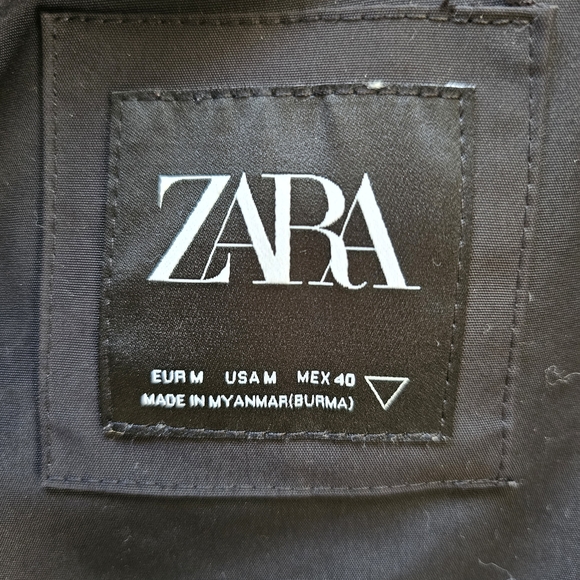 ZARA
EUR M USA M MEX 40
MADE IN MYANMAR(BURMA)